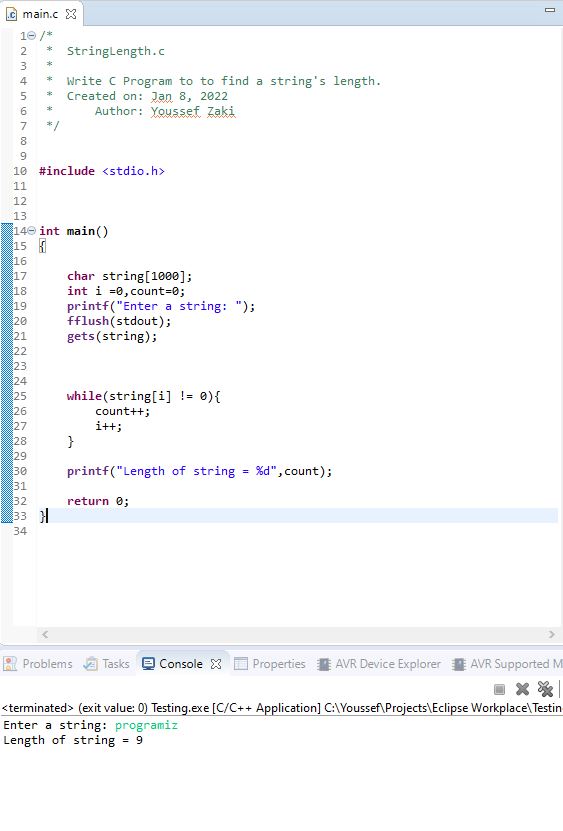 main.c
1 /*
2 * StringLength.c
3 *
4 * Write C Program to to find a string's length.
5 * Created on: Jan 8, 2022
6 * Author: Youssef Zaki
7 */
8
9
10 #include <stdio.h>
11
12
13
14 int main()
15 {
16
17 char string[1000];
18 int i =0,count=0;
19 printf("Enter a string: ");
20 fflush(stdout);
21 gets(string);
22
23
24
25 while(string[i] != 0){
26 count++;
27 i++;
28 }
29
30 printf("Length of string = %d",count);
31
32 return 0;
33 }
34
Problems Tasks Console Properties AVR Device Explorer AVR Supported M
<terminated> (exit value: 0) Testing.exe [C/C++ Application] C:\Youssef\Projects\Eclipse Workplace\Testin
Enter a string: programiz
Length of string = 9